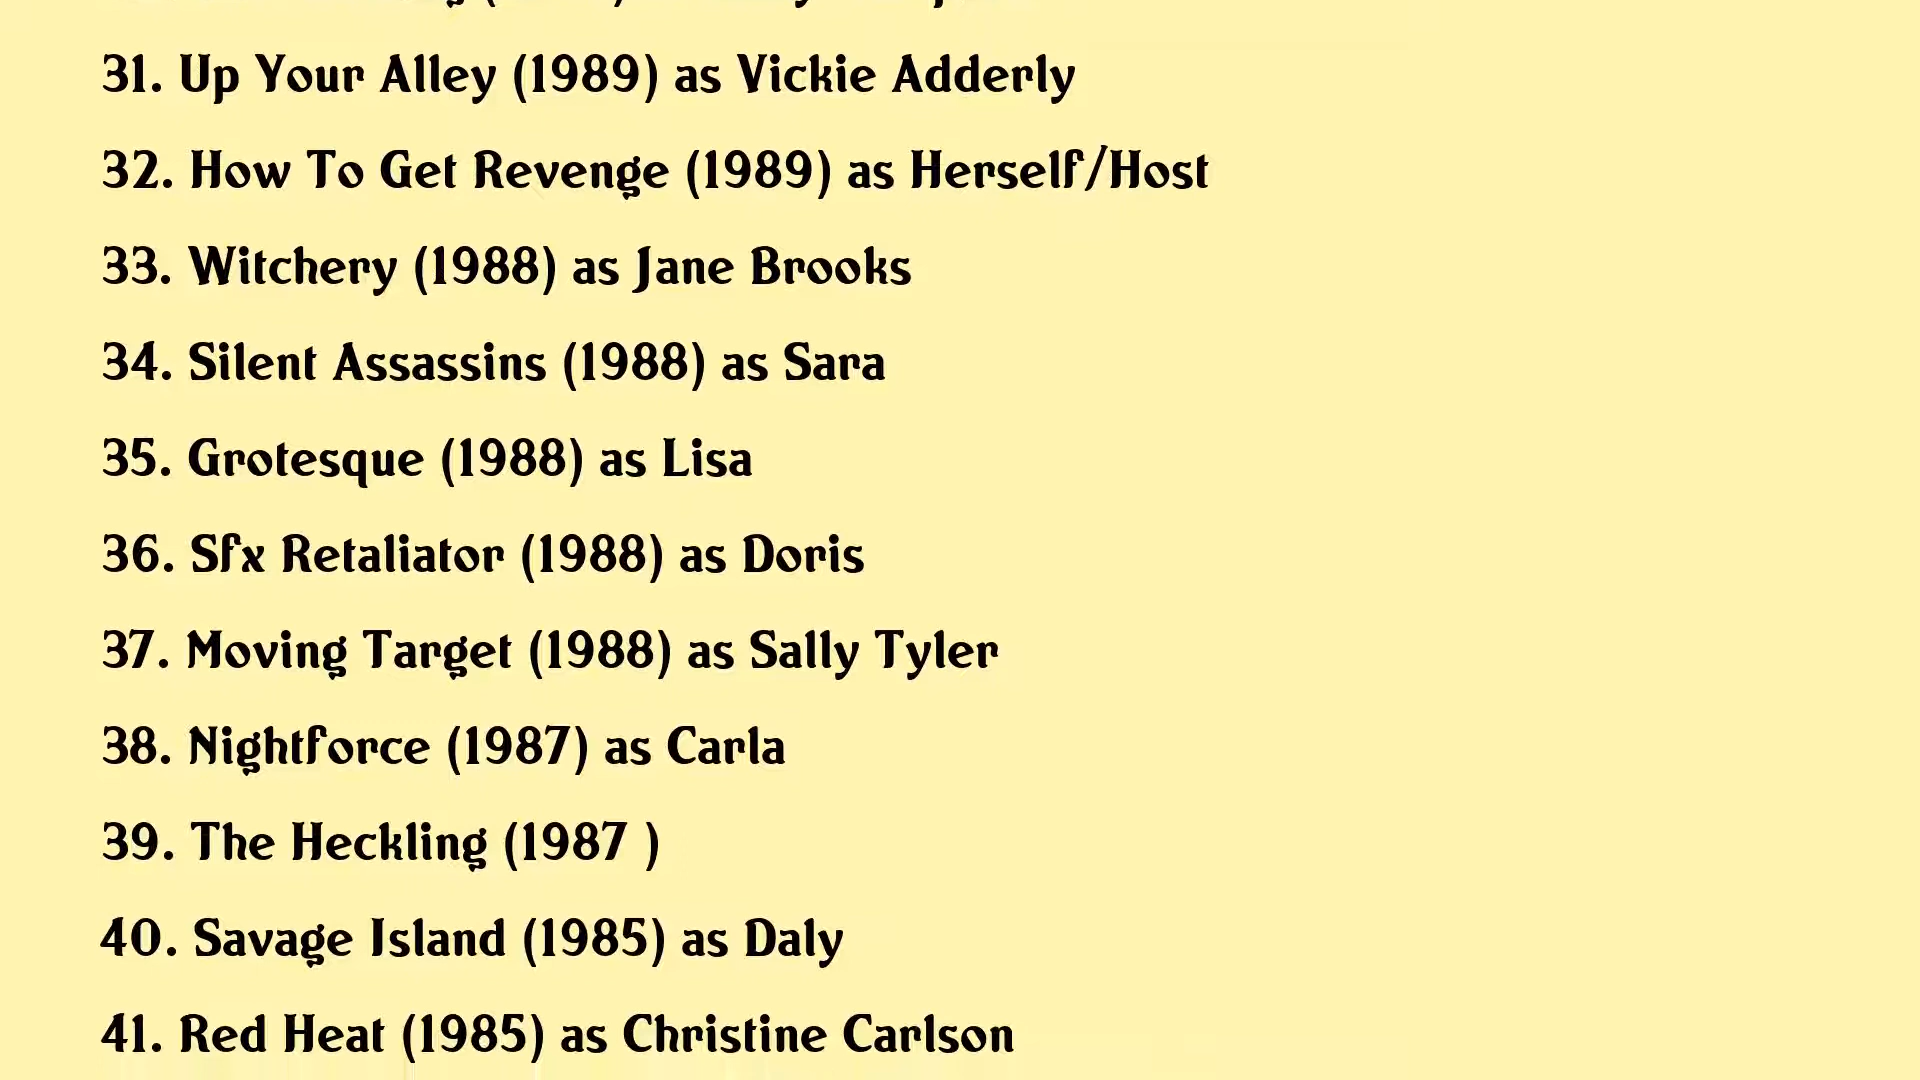 31. Up Your Alley (1989) as Vickie Adderly
32. How To Get Revenge (1989) as Herself/Host
33. Witchery (1988) as Jane Brooks
34. Silent Assassins (1988) as Sara
35. Grotesque (1988) as Lisa
36. Sfx Retaliator (1988) as Doris
37. Moving Target (1988) as Sally Tyler
38. Nightforce (1987) as Carla
39. The Heckling (1987 )
40. Savage Island (1985) as Daly
41. Red Heat (1985) as Christine Carlson